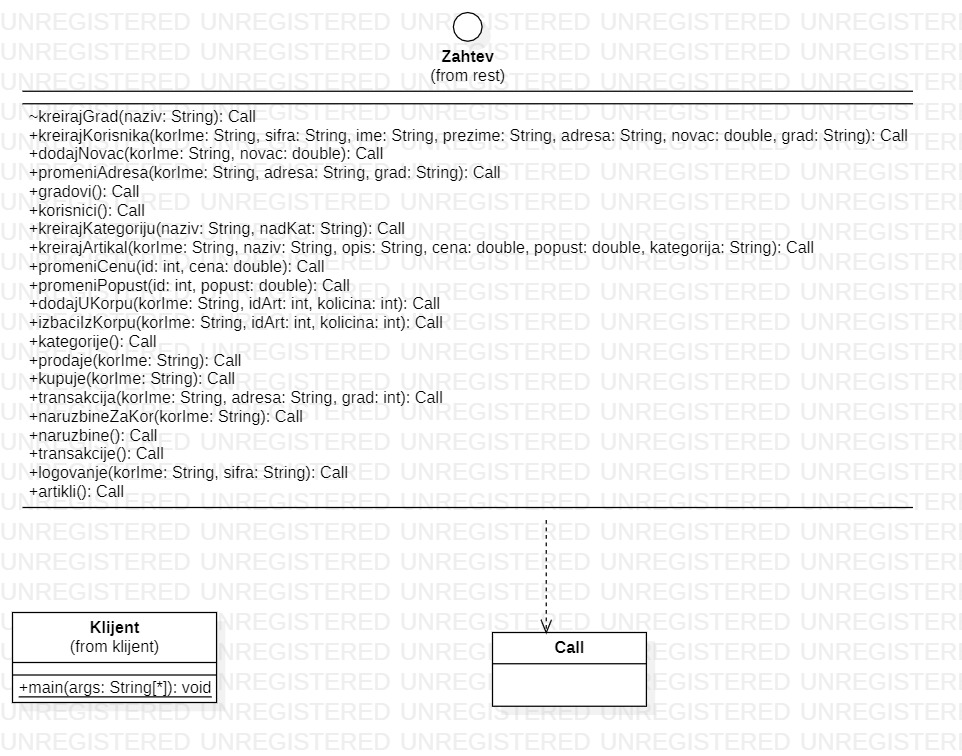 Zahtev
(from rest)
~kreirajGrad(naziv: String): Call
+kreirajKorisnika(korIme: String, sifra: String, ime: String, prezime: String, adresa: String, novac: double, grad: String): Call
+dodajNovac(korIme: String, novac: double): Call
+promeniAdresa(korIme: String, adresa: String, grad: String): Call
+gradovi(): Call
+korisnici(): Call
+kreirajKategoriju(naziv: String, nadKat: String): Call
+kreirajArtikal(korIme: String, naziv: String, opis: String, cena: double, popust: double, kategorija: String): Call
+promeniCenu(id: int, cena: double): Call
+promeniPopust(id: int, popust: double): Call
+dodajUKorpu(korIme: String, idArt: int, kolicina: int): Call
+izbaciIzKorpu(korIme: String, idArt: int, kolicina: int): Call
+kategorije(): Call
+prodaje(korIme: String): Call
+kupuje(korIme: String): Call
+transakcija(korIme: String, adresa: String, grad: int): Call
+naruzbineZaKor(korIme: String): Call
+naruzbine(): Call
+transakcije(): Call
+logovanje(korIme: String, sifra: String): Call
+artikli(): Call
Klijent
(from klijent)
+main(args: String[*]): void
Call
UNREGISTERED